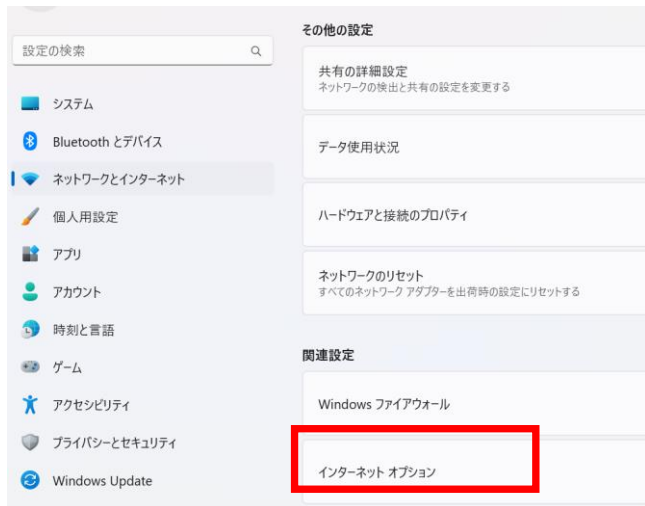 設定の検索
システム
Bluetooth とデバイス
ネットワークとインターネット
個人用設定
アプリ
アカウント
時刻と言語
ゲーム
アクセシビリティ
プライバシーとセキュリティ
Windows Update
その他の設定
共有の詳細設定
ネットワークの検出と共有の設定を変更する
データ使用状況
ハードウェアと接続のプロパティ
ネットワークのリセット
すべてのネットワーク アダプターを出荷時の設定にリセットする
関連設定
Windows ファイアウォール
インターネット オプション